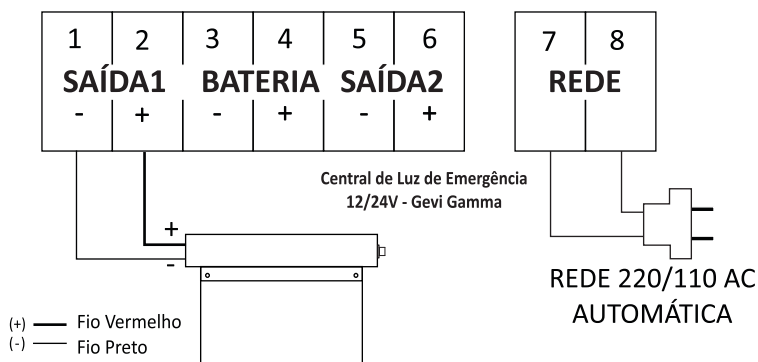 1 2 3 4 5 6 7 8
SAÍDA1 BATERIA SAÍDA2 REDE
- + - + - +
Central de Luz de Emergência
12/24V - Gevi Gamma
+
-
REDE 220/110 AC
AUTOMÁTICA
(+) Fio Vermelho
(-) Fio Preto